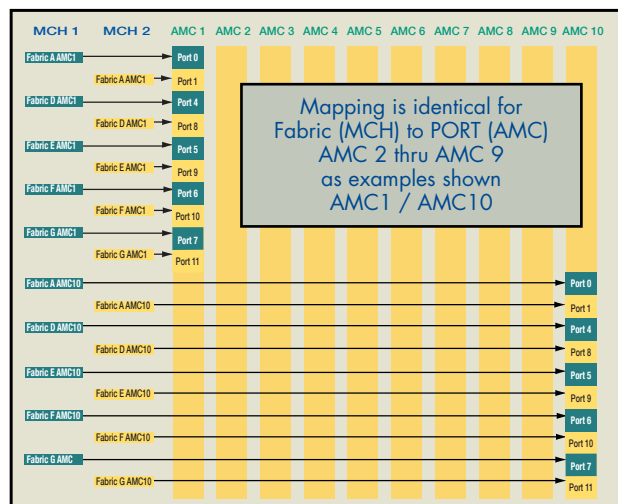 MCH 1 MCH 2 AMC 1 AMC 2 AMC 3 AMC 4 AMC 5 AMC 6 AMC 7 AMC 8 AMC 9 AMC 10
Fabric A AMC1 Port 0
Fabric A AMC1 Port 1
Fabric D AMC1 Port 4
Fabric D AMC1 Port 8
Fabric E AMC1 Port 5
Fabric E AMC1 Port 9
Fabric F AMC1 Port 6
Fabric F AMC1 Port 10
Fabric G AMC1 Port 7
Fabric G AMC1 Port 11
Mapping is identical for
Fabric (MCH) to PORT (AMC)
AMC 2 thru AMC 9
as examples shown
AMC1 / AMC10
Fabric A AMC10 Port 0
Fabric A AMC10 Port 1
Fabric D AMC10 Port 4
Fabric D AMC10 Port 8
Fabric E AMC10 Port 5
Fabric E AMC10 Port 9
Fabric F AMC10 Port 6
Fabric F AMC10 Port 10
Fabric G AMC Port 7
Fabric G AMC10 Port 11